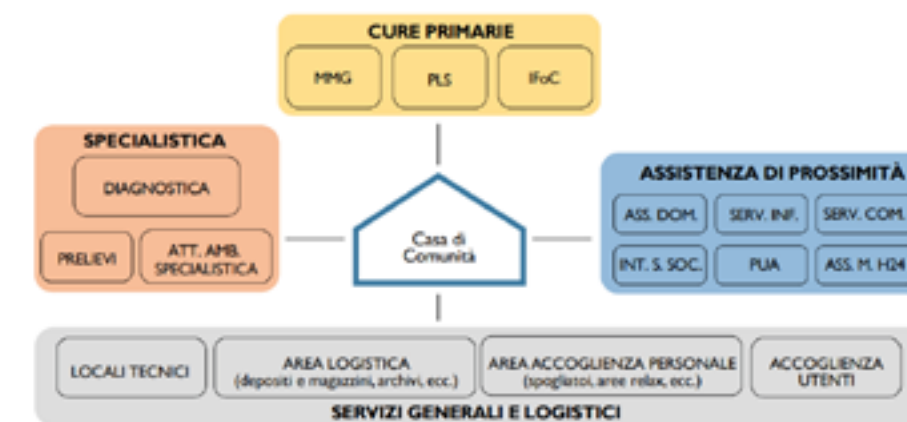 CURE PRIMARIE
MMG
PLS
IFoC
SPECIALISTICA
DIAGNOSTICA
PRELIEVI
ATT. AMB.
SPECIALISTICA
Casa di
Comunità
ASSISTENZA DI PROSSIMITÀ
ASS. DOM.
SERV. INF.
SERV. COM.
INT. S. SOC.
PUA
ASS. M. H24
LOCALI TECNICI
AREA LOGISTICA
(depositi e magazzini, archivi, ecc.)
AREA ACCOGLIENZA PERSONALE
(spogliatoi, aree relax, ecc.)
ACCOGLIENZA
UTENTI
SERVIZI GENERALI E LOGISTICI